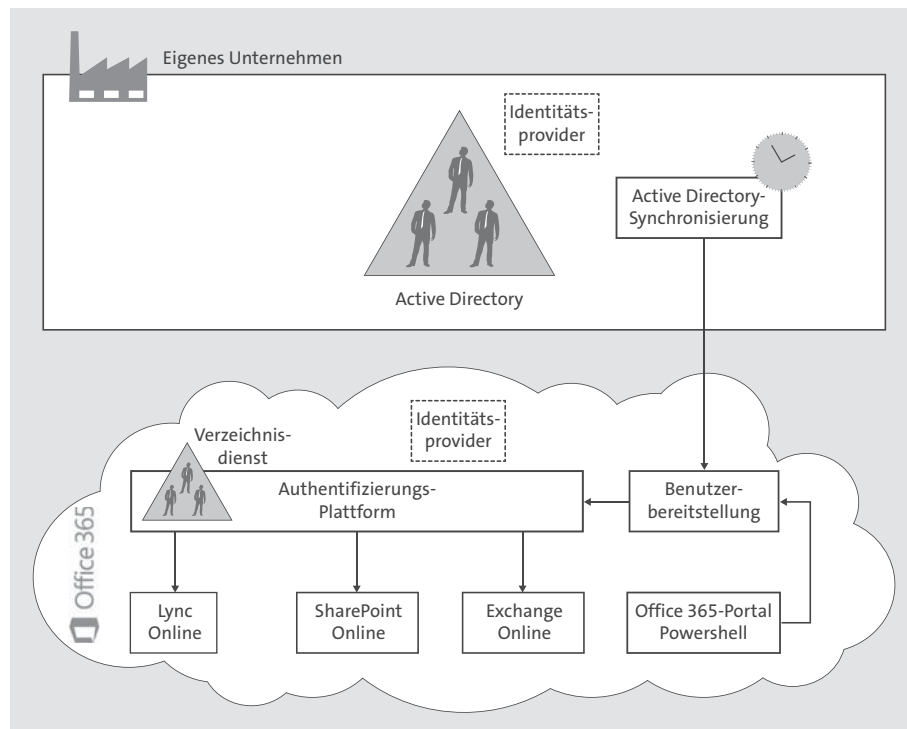 Eigenes Unternehmen
Identitäts-
provider
Active Directory-
Synchronisierung
Active Directory
Identitäts-
provider
Verzeichnis-
dienst
Authentifizierungs-
Plattform
Benutzer-
bereitstellung
Office 365
Lync
Online
SharePoint
Online
Exchange
Online
Office 365-Portal
Powershell